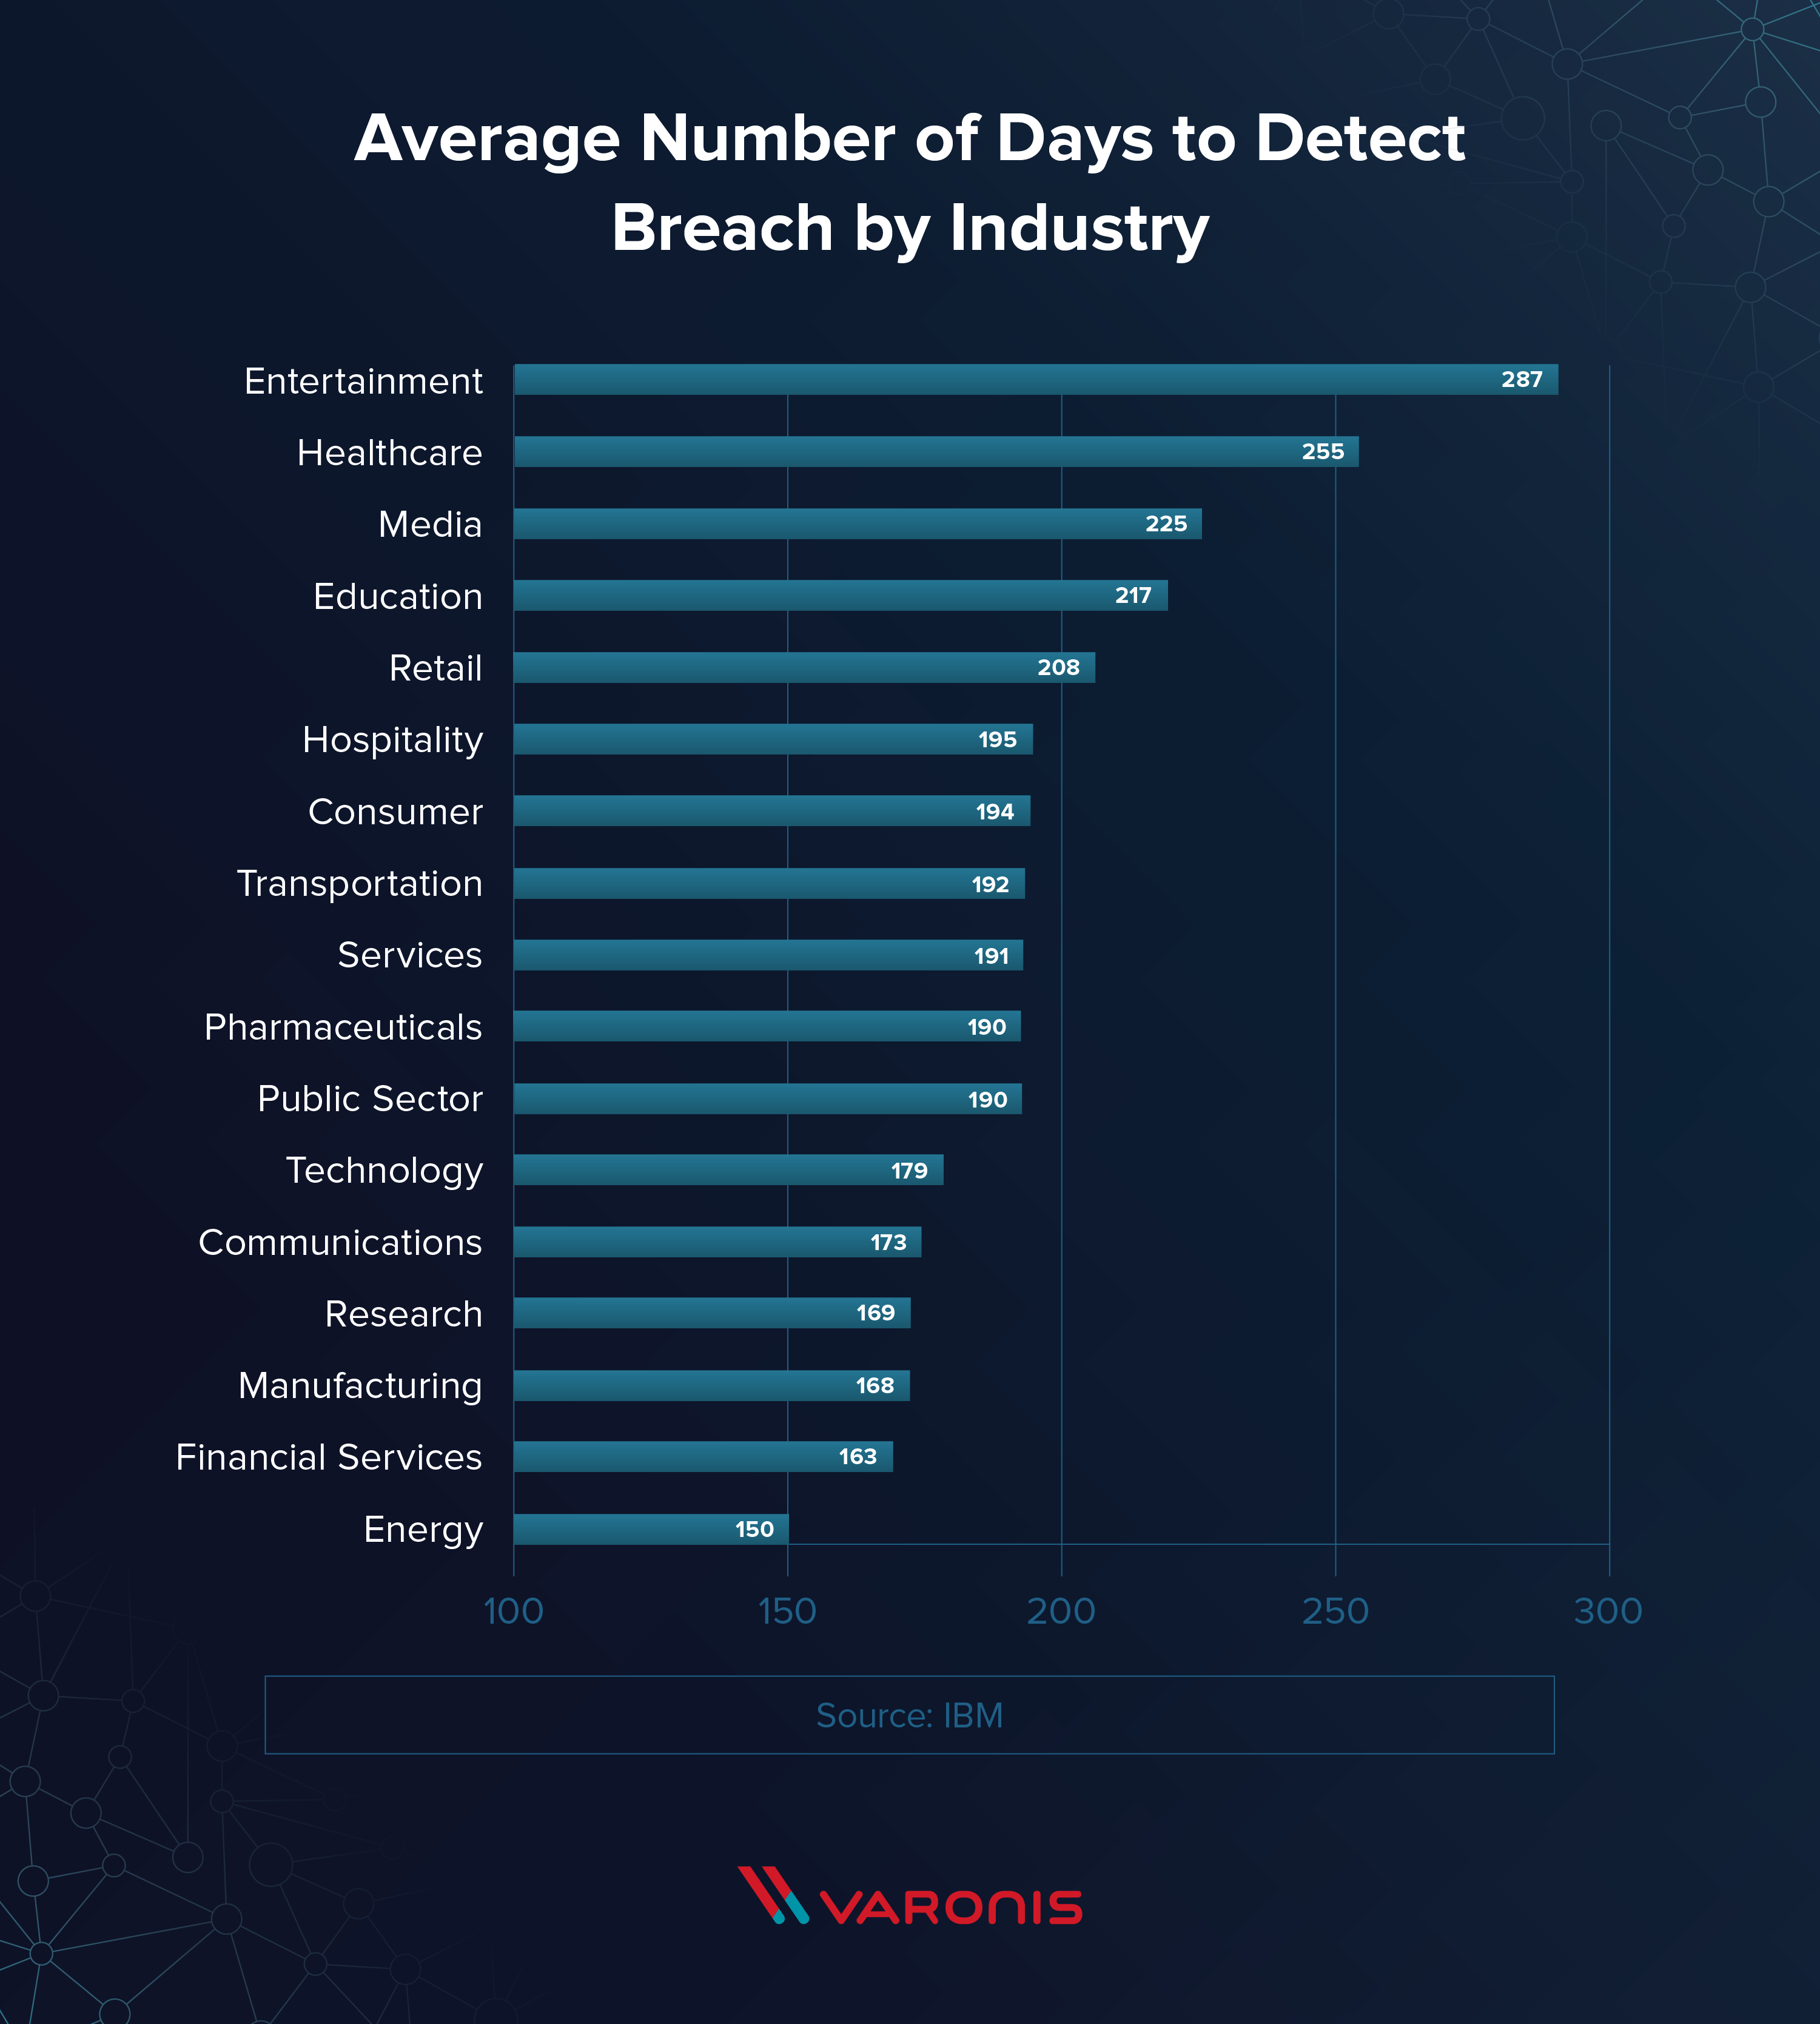 Average Number of Days to Detect
Breach by Industry
Entertainment 287
Healthcare 255
Media 225
Education 217
Retail 208
Hospitality 195
Consumer 194
Transportation 192
Services 191
Pharmaceuticals 190
Public Sector 190
Technology 179
Communications 173
Research 169
Manufacturing 168
Financial Services 163
Energy 150
100 150 200 250 300
Source: IBM
VARONIS